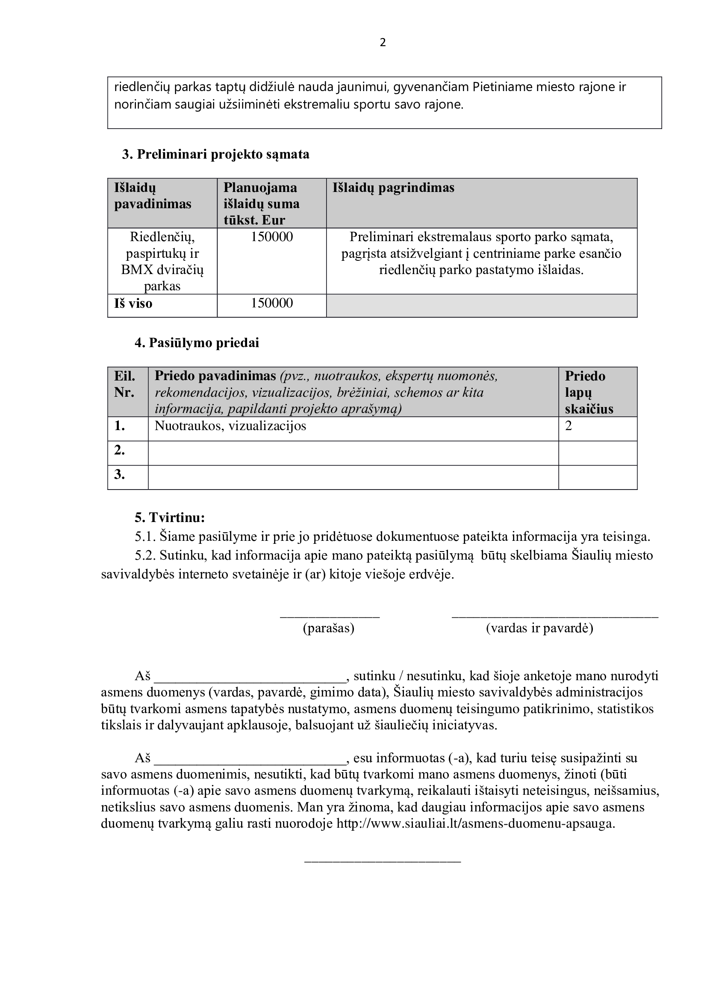 2
riedlenčių parkas taptų didžiulė nauda jaunimui, gyvenančiam Pietiniame miesto rajone ir
norinčiam saugiai užsiiminėti ekstremaliu sportu savo rajone.
3. Preliminari projekto sąmata
Išlaidų
pavadinimas
Planuojama
išlaidų suma
tūkst. Eur
Išlaidų pagrindimas
Riedlenčių,
paspirtukų ir
BMX dviračių
parkas
150000
Preliminari ekstremalaus sporto parko sąmata,
pagrįsta atsižvelgiant į centriniame parke esančio
riedlenčių parko pastatymo išlaidas.
Iš viso
150000
4. Pasiūlymo priedai
Eil.
Nr.
Priedo pavadinimas (pvz., nuotraukos, ekspertų nuomonės,
rekomendacijos, vizualizacijos, brėžiniai, schemos ar kita
informacija, papildanti projekto aprašymą)
Priedo
lapų
skaičius
1.
Nuotraukos, vizualizacijos
2
2.
3.
5. Tvirtinu:
5.1. Šiame pasiūlyme ir prie jo pridėtuose dokumentuose pateikta informacija yra teisinga.
5.2. Sutinku, kad informacija apie mano pateiktą pasiūlymą  būtų skelbiama Šiaulių miesto
savivaldybės interneto svetainėje ir (ar) kitoje viešoje erdvėje.
______________ _____________________________
(parašas) (vardas ir pavardė)
Aš ___________________________, sutinku / nesutinku, kad šioje anketoje mano nurodyti
asmens duomenys (vardas, pavardė, gimimo data), Šiaulių miesto savivaldybės administracijos
būtų tvarkomi asmens tapatybės nustatymo, asmens duomenų teisingumo patikrinimo, statistikos
tikslais ir dalyvaujant apklausoje, balsuojant už šiauliečių iniciatyvas.
Aš ___________________________, esu informuotas (-a), kad turiu teisę susipažinti su
savo asmens duomenimis, nesutikti, kad būtų tvarkomi mano asmens duomenys, žinoti (būti
informuotas (-a) apie savo asmens duomenų tvarkymą, reikalauti ištaisyti neteisingus, neišsamius,
netikslius savo asmens duomenis. Man yra žinoma, kad daugiau informacijos apie savo asmens
duomenų tvarkymą galiu rasti nuorodoje http://www.siauliai.lt/asmens-duomenu-apsauga.
______________________